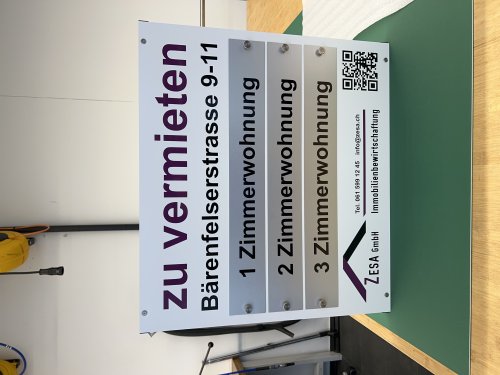 zu vermieten
Bärenfelserstrasse 9-11
1 Zimmerwohnung
2 Zimmerwohnung
3 Zimmerwohnung
ZESA GmbH
Tel. 061 599 12 45 info@zesa.ch
Immobilienbewirtschaftung